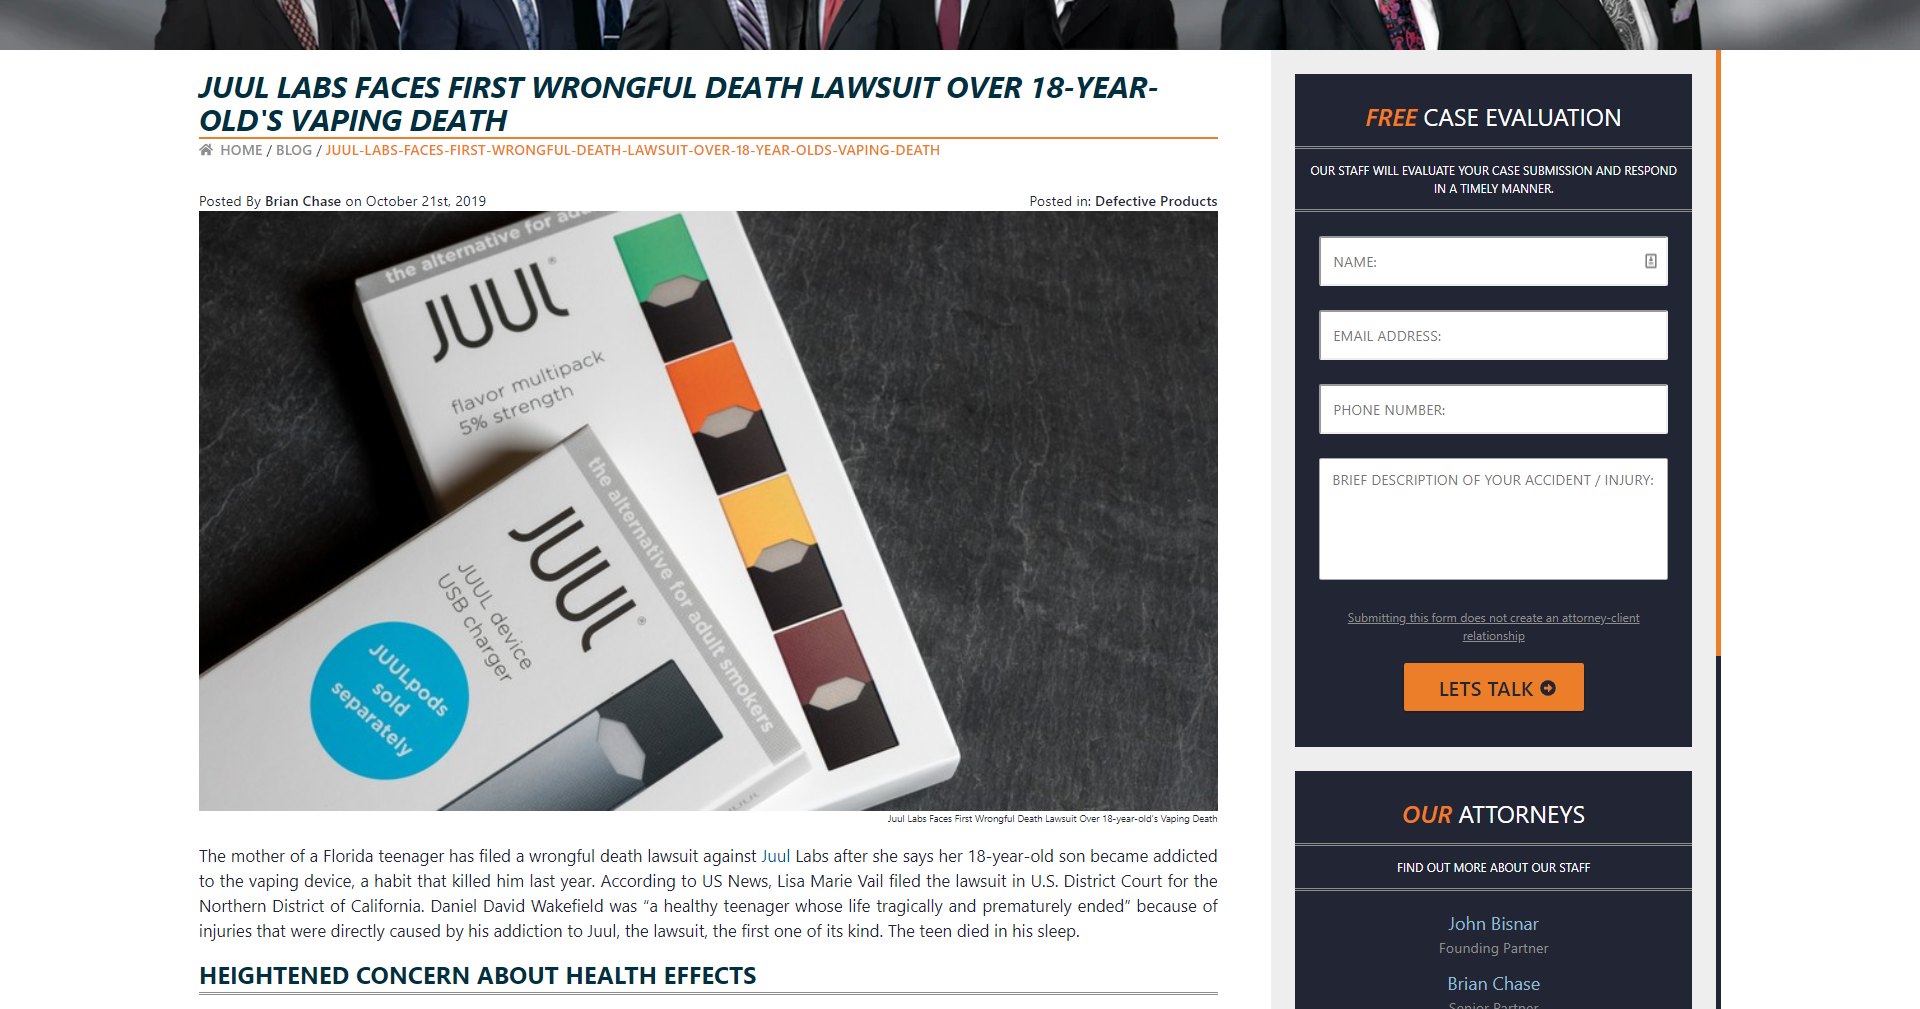 JUUL LABS FACES FIRST WRONGFUL DEATH LAWSUIT OVER 18-YEAR-
OLD'S VAPING DEATH
HOME / BLOG / JUUL-LABS-FACES-FIRST-WRONGFUL-DEATH-LAWSUIT-OVER-18-YEAR-OLDS-VAPING-DEATH
Posted By Brian Chase on October 21st, 2019
Posted in: Defective Products
the alternative for adu
JUUL®
flavor multipack
5% strength
the alternative for adult smokers
JUUL®
JUUL device
USB charger
JUULpods
sold
separately
Juul Labs Faces First Wrongful Death Lawsuit Over 18-year-old's Vaping Death
The mother of a Florida teenager has filed a wrongful death lawsuit against Juul Labs after she says her 18-year-old son became addicted
to the vaping device, a habit that killed him last year. According to US News, Lisa Marie Vail filed the lawsuit in U.S. District Court for the
Northern District of California. Daniel David Wakefield was “a healthy teenager whose life tragically and prematurely ended” because of
injuries that were directly caused by his addiction to Juul, the lawsuit, the first one of its kind. The teen died in his sleep.
HEIGHTENED CONCERN ABOUT HEALTH EFFECTS
FREE CASE EVALUATION
OUR STAFF WILL EVALUATE YOUR CASE SUBMISSION AND RESPOND
IN A TIMELY MANNER.
NAME:
EMAIL ADDRESS:
PHONE NUMBER:
BRIEF DESCRIPTION OF YOUR ACCIDENT / INJURY:
Submitting this form does not create an attorney-client
relationship
LETS TALK
OUR ATTORNEYS
FIND OUT MORE ABOUT OUR STAFF
John Bisnar
Founding Partner
Brian Chase
Senior Partner